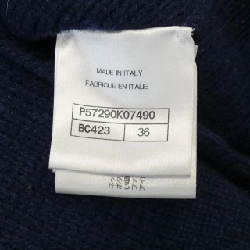 MADE IN ITALY
FABRIQUE EN ITALIE
P57290K07490
BC423 36